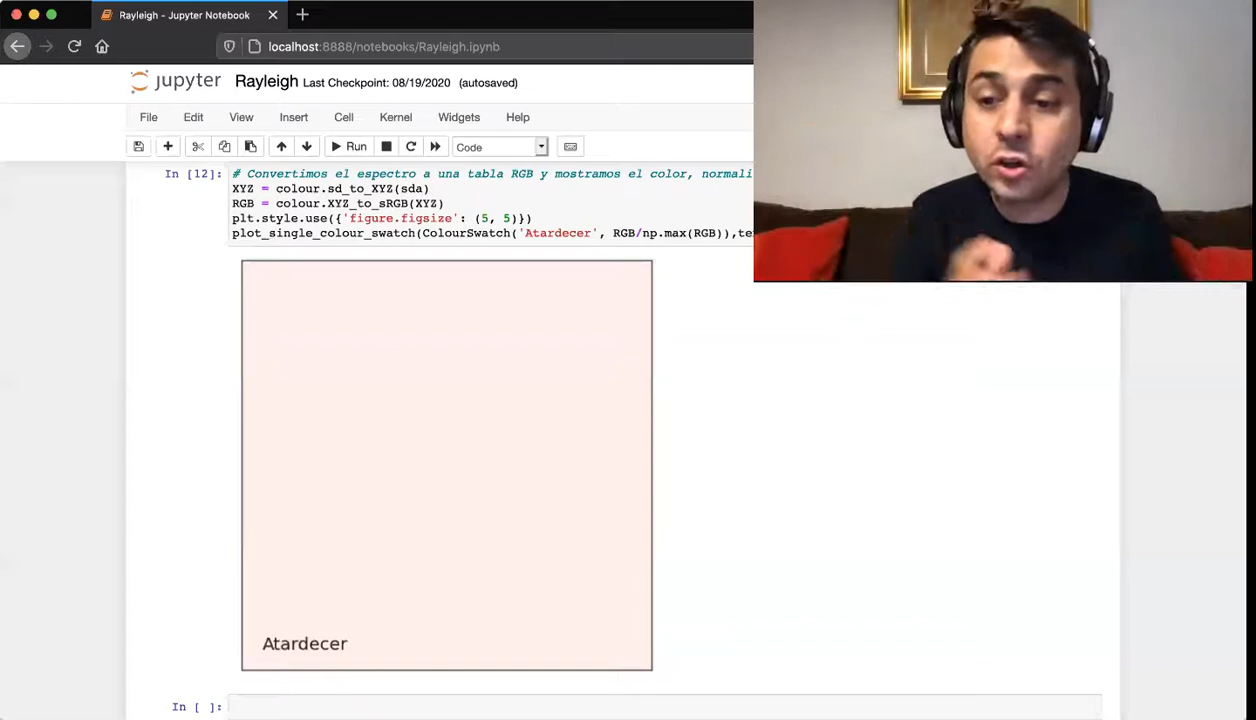 Rayleigh - Jupyter Notebook
localhost:8888/notebooks/Rayleigh.ipynb
jupyter Rayleigh Last Checkpoint: 08/19/2020 (autosaved)
File Edit View Insert Cell Kernel Widgets Help
Run Code
In [12]: # Convertimos el espectro a una tabla RGB y mostramos el color, normali
XYZ = colour.sd_to_XYZ(sda)
RGB = colour.XYZ_to_sRGB(XYZ)
plt.style.use({'figure.figsize': (5, 5)})
plot_single_colour_swatch(ColourSwatch('Atardecer', RGB/np.max(RGB)),te
Atardecer
In [ ]: